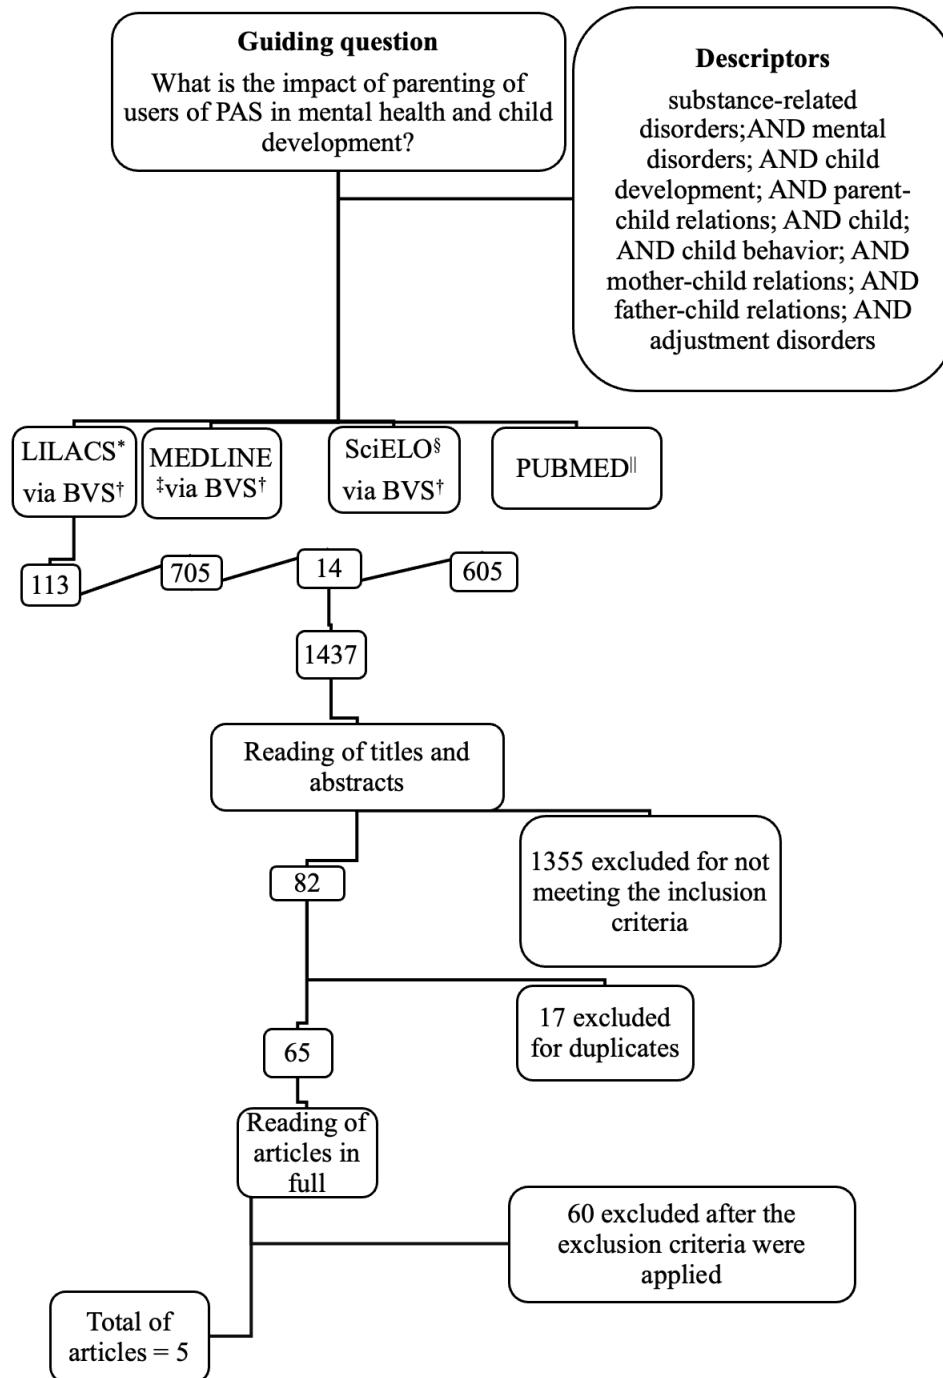 Guiding question
What is the impact of parenting of
users of PAS in mental health and child
development?
Descriptors
substance-related
disorders;AND mental
disorders; AND child
development; AND parent-
child relations; AND child;
AND child behavior; AND
mother-child relations; AND
father-child relations; AND
adjustment disorders
LILACS*
via BVS†
MEDLINE
‡via BVS†
SciELO§
via BVS†
PUBMED||
113
705
14
605
1437
Reading of titles and
abstracts
1355 excluded for not
meeting the inclusion
criteria
82
17 excluded
for duplicates
65
Reading of
articles in
full
60 excluded after the
exclusion criteria were
applied
Total of
articles = 5